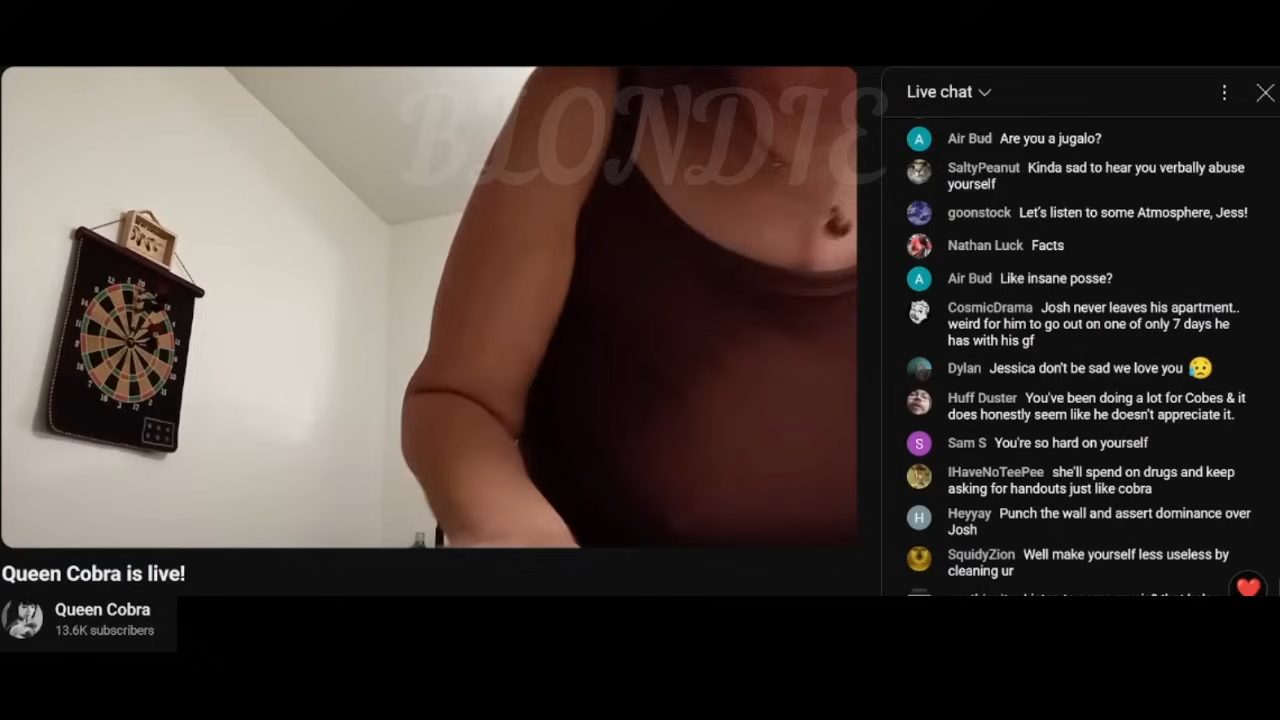 BLONDIE
Live chat
A Air Bud Are you a jugalo?
SaltyPeanut Kinda sad to hear you verbally abuse
yourself
goonstock Let's listen to some Atmosphere, Jess!
Nathan Luck Facts
A Air Bud Like insane posse?
CosmicDrama Josh never leaves his apartment..
weird for him to go out on one of only 7 days he
has with his gf
Dylan Jessica don't be sad we love you 😥
Huff Duster You've been doing a lot for Cobes & it
does honestly seem like he doesn't appreciate it.
S Sam S You're so hard on yourself
IHaveNoTeePee she'll spend on drugs and keep
asking for handouts just like cobra
H Heyyay Punch the wall and assert dominance over
Josh
SquidyZion Well make yourself less useless by
cleaning ur
Queen Cobra is live!
Queen Cobra
13.6K subscribers